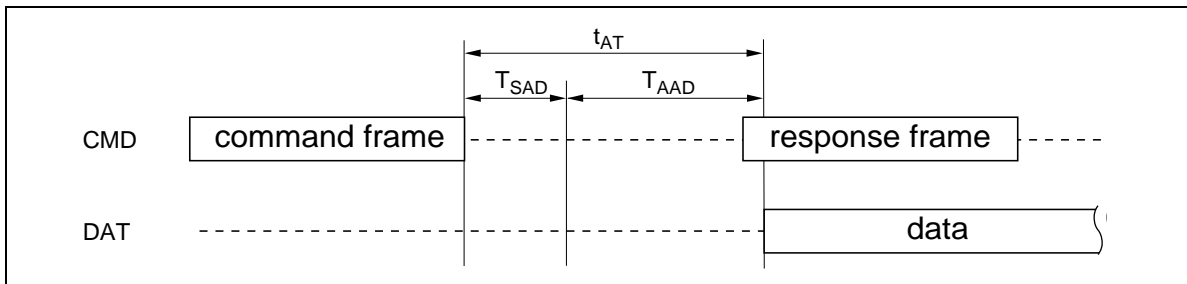 tAT
TSAD TAAD
CMD command frame response frame
DAT data